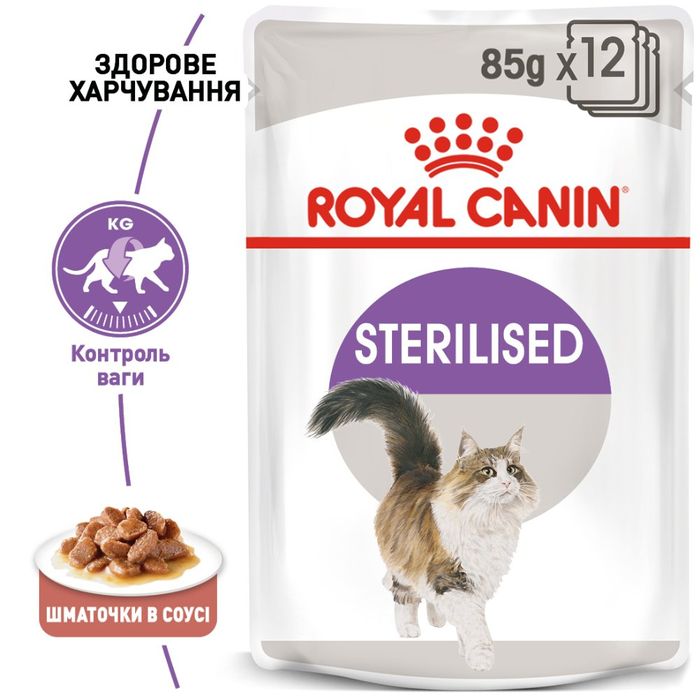 ЗДОРОВЕ
ХАРЧУВАННЯ
85g x12
ROYAL CANIN®
KG
STERILISED
Контроль
ваги
ШМАТОЧКИ В СОУСІ